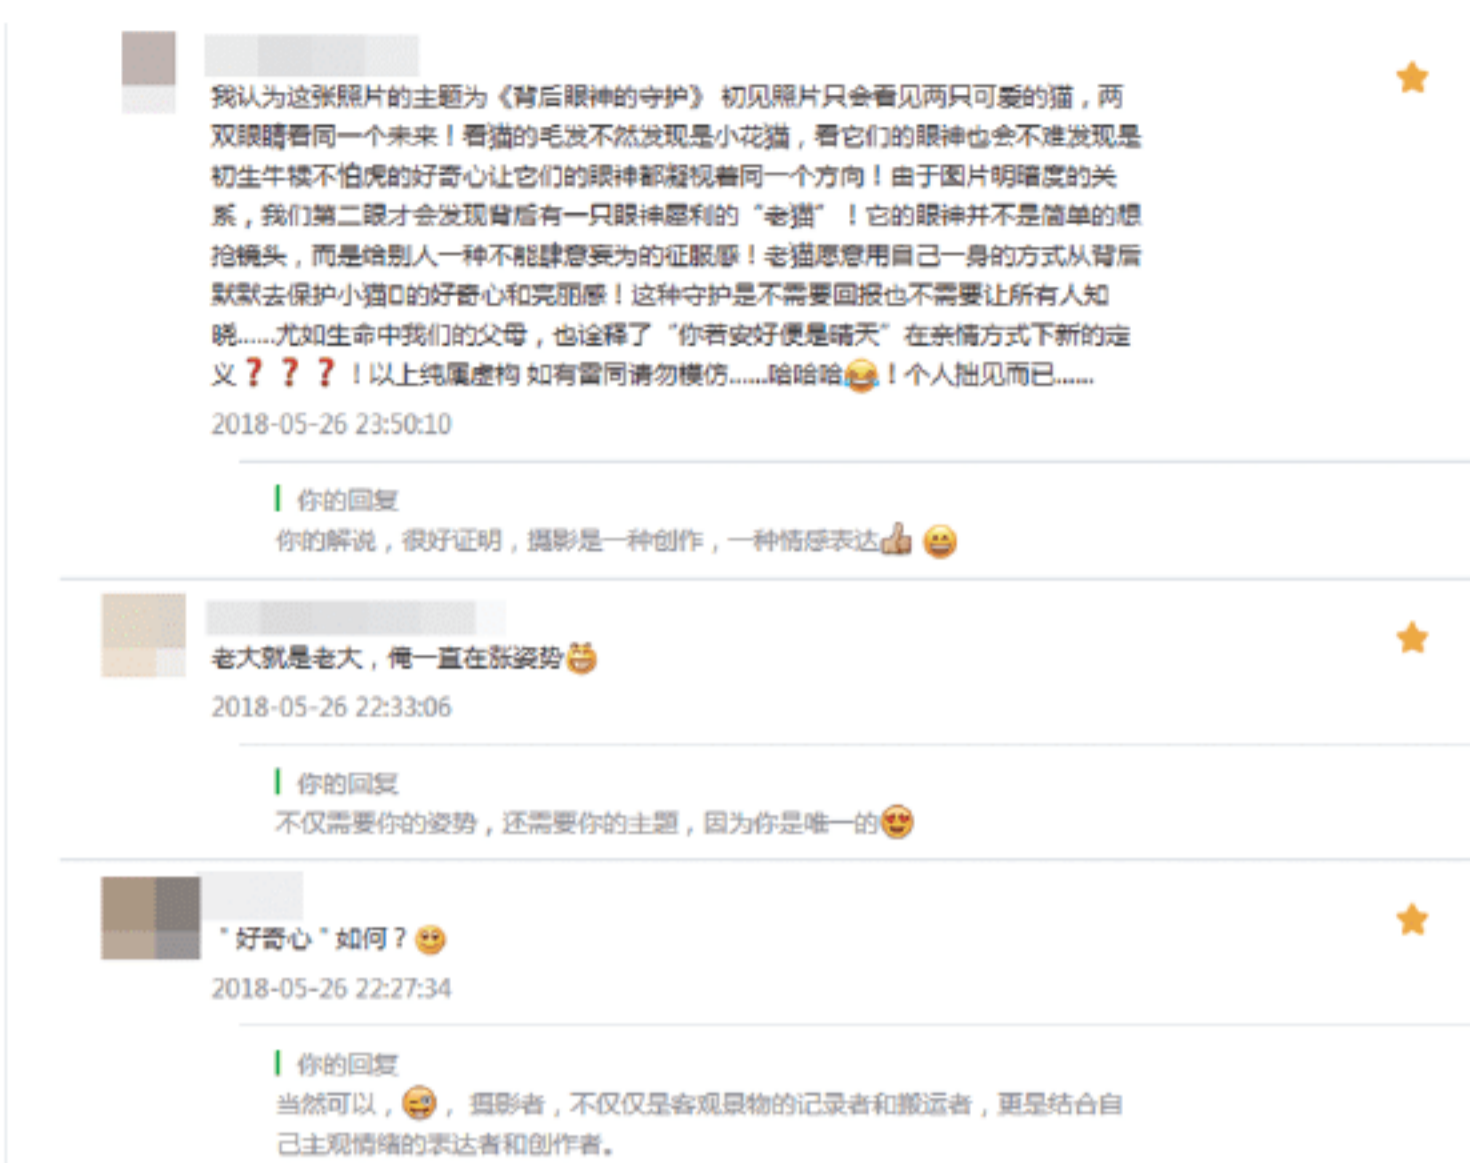 我认为这张照片的主题为《背后眼神的守护》 初见照片只会看见两只可爱的猫，两
双眼睛看同一个未来！看猫的毛发不然发现是小花猫，看它们的眼神也会不难发现是
初生牛犊不怕虎的好奇心让它们的眼神都凝视着同一个方向！由于图片明暗度的关
系，我们第二眼才会发现背后有一只眼神犀利的“老猫”！它的眼神并不是简单的想
抢镜头，而是给别人一种不能肆意妄为的征服感！老猫愿意用自己一身的方式从背后
默默去保护小猫□的好奇心和亮丽感！这种守护是不需要回报也不需要让所有人知
晓......尤如生命中我们的父母，也诠释了“你若安好便是晴天”在亲情方式下新的定
义❓❓❓！以上纯属虚构 如有雷同请勿模仿......哈哈哈😂！个人拙见而已......
2018-05-26 23:50:10
你的回复
你的解说，很好证明，摄影是一种创作，一种情感表达👍😄
老大就是老大，俺一直在涨姿势😁
2018-05-26 22:33:06
你的回复
不仅需要你的姿势，还需要你的主题，因为你是唯一的😍
"好奇心"如何？😊
2018-05-26 22:27:34
你的回复
当然可以，😜， 摄影者，不仅仅是客观景物的记录者和搬运者，更是结合自
己主观情绪的表达者和创作者。